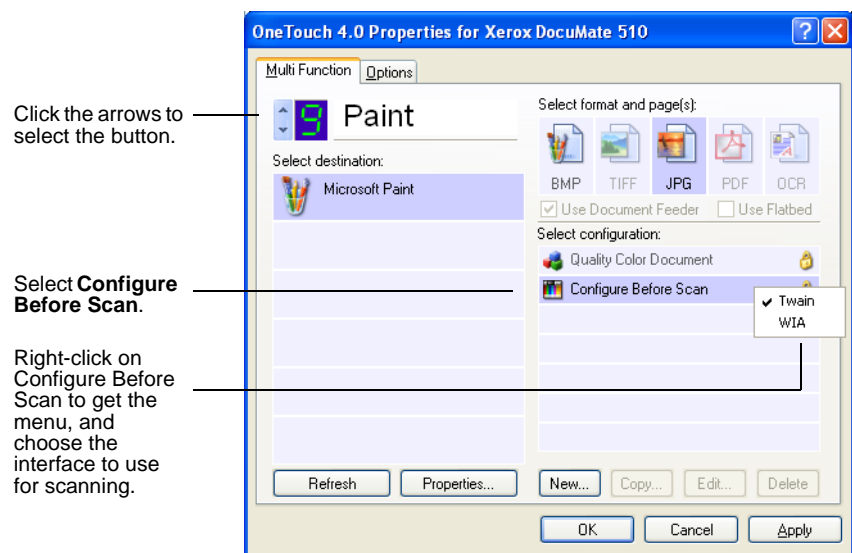 OneTouch 4.0 Properties for Xerox DocuMate 510
Multi Function
Options
Click the arrows to
select the button.
9
Paint
Select destination:
Microsoft Paint
Select format and page(s):
BMP
TIFF
JPG
PDF
OCR
Use Document Feeder
Use Flatbed
Select configuration:
Quality Color Document
Configure Before Scan
Twain
WIA
Select Configure
Before Scan.
Right-click on
Configure Before
Scan to get the
menu, and
choose the
interface to use
for scanning.
Refresh
Properties...
New...
Copy...
Edit...
Delete
OK
Cancel
Apply